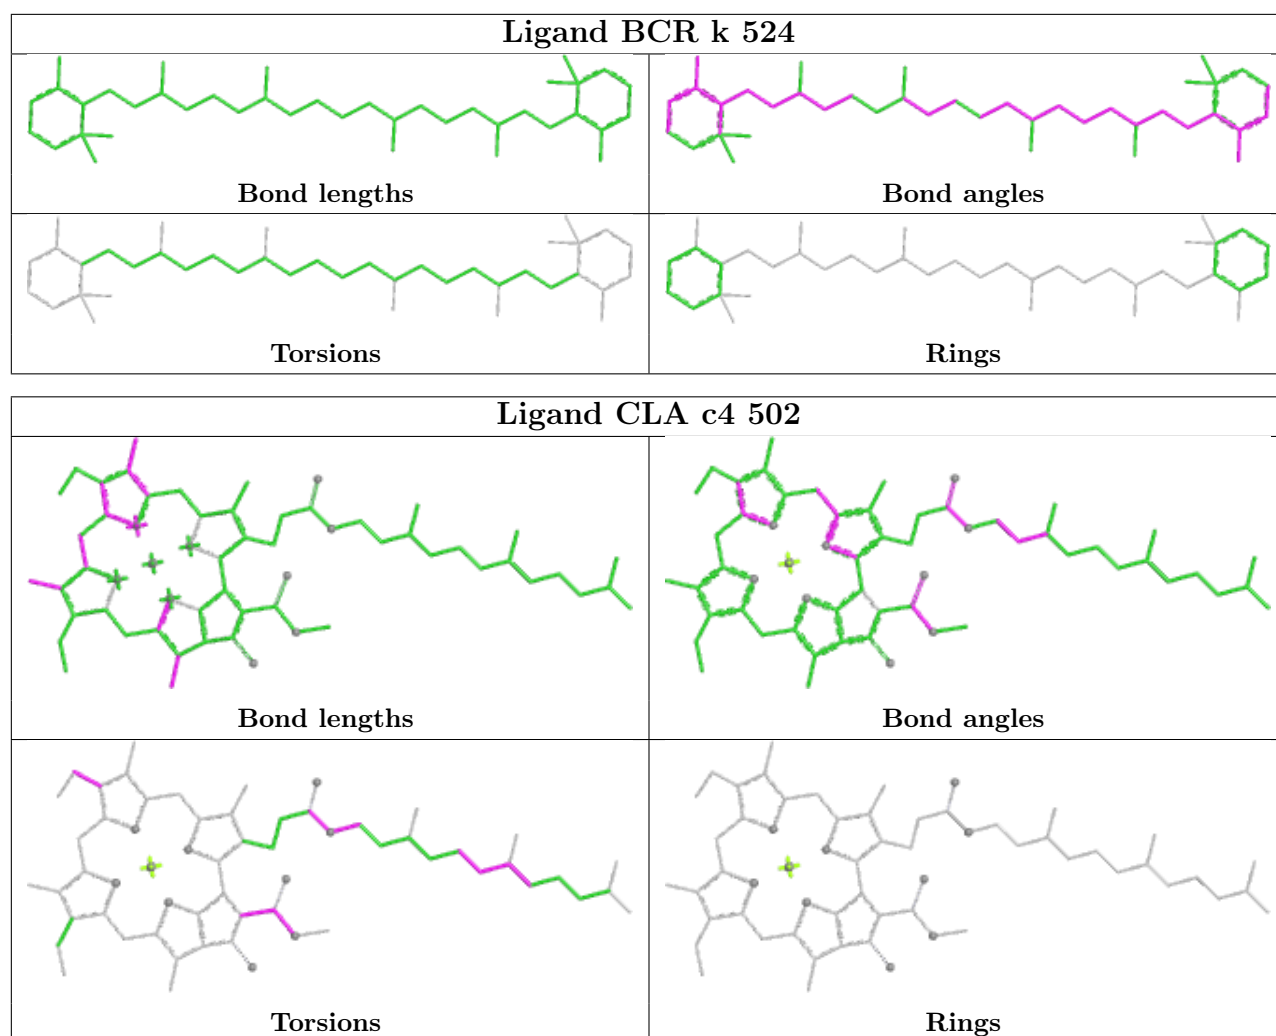 Ligand BCR k 524
Bond lengths
Bond angles
Torsions
Rings
Ligand CLA c4 502
Bond lengths
Bond angles
Torsions
Rings